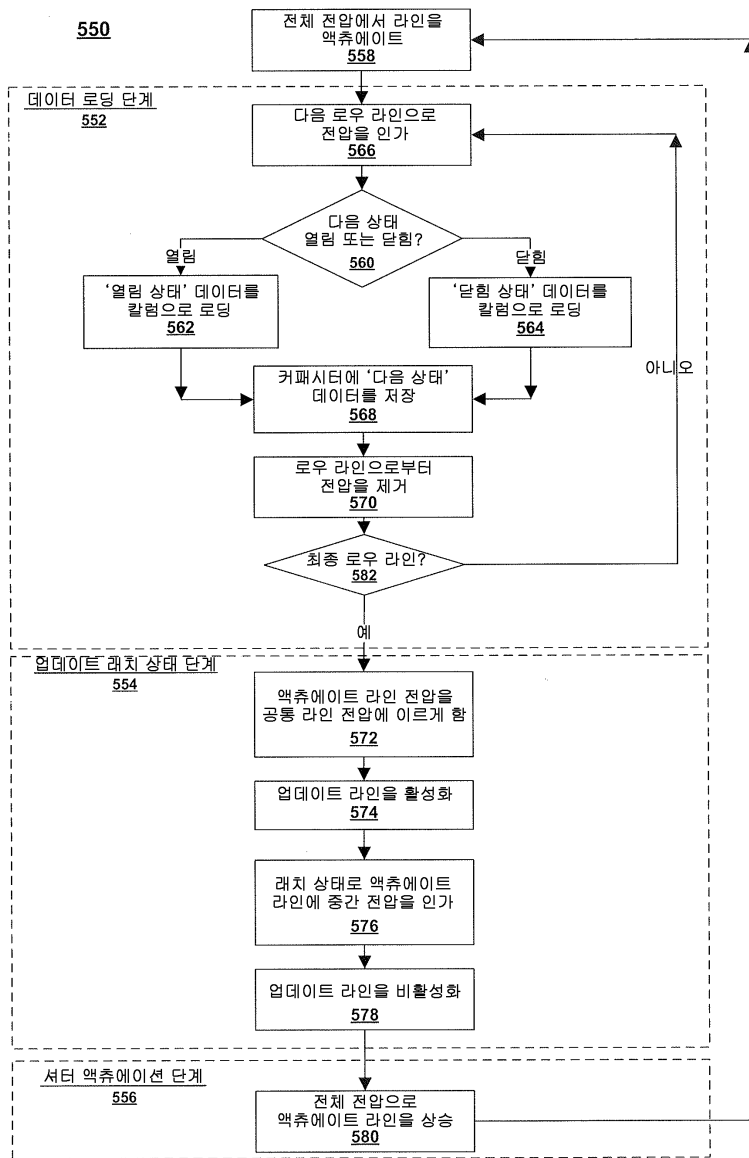 550
전체 전압에서 라인을
액츄에이트
558
데이터 로딩 단계
552
다음 로우 라인으로
전압을 인가
566
다음 상태
열림 또는 닫힘?
560
열림
닫힘
‘열림 상태’ 데이터를
칼럼으로 로딩
562
‘닫힘 상태’ 데이터를
칼럼으로 로딩
564
아니오
커패시터에 ‘다음 상태’
데이터를 저장
568
로우 라인으로부터
전압을 제거
570
최종 로우 라인?
582
예
업데이트 래치 상태 단계
554
액츄에이트 라인 전압을
공통 라인 전압에 이르게 함
572
업데이트 라인을 활성화
574
래치 상태로 액츄에이트
라인에 중간 전압을 인가
576
업데이트 라인을 비활성화
578
셔터 액츄에이션 단계
556
전체 전압으로
액츄에이트 라인을 상승
580